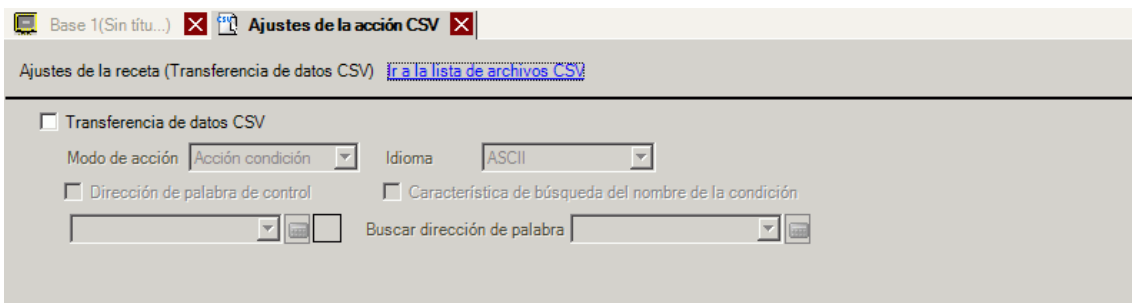 Base 1(Sin títu...) Ajustes de la acción CSV
Ajustes de la receta (Transferencia de datos CSV) Ir a la lista de archivos CSV
Transferencia de datos CSV
Modo de acción Acción condición Idioma ASCII
Dirección de palabra de control Característica de búsqueda del nombre de la condición
Buscar dirección de palabra